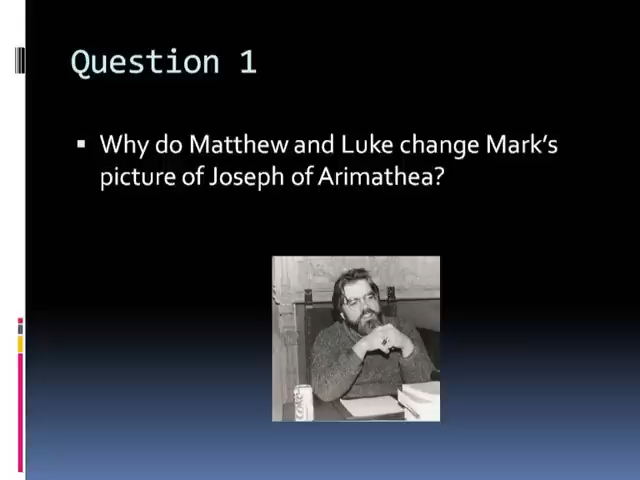 Question 1
Why do Matthew and Luke change Mark's
picture of Joseph of Arimathea?